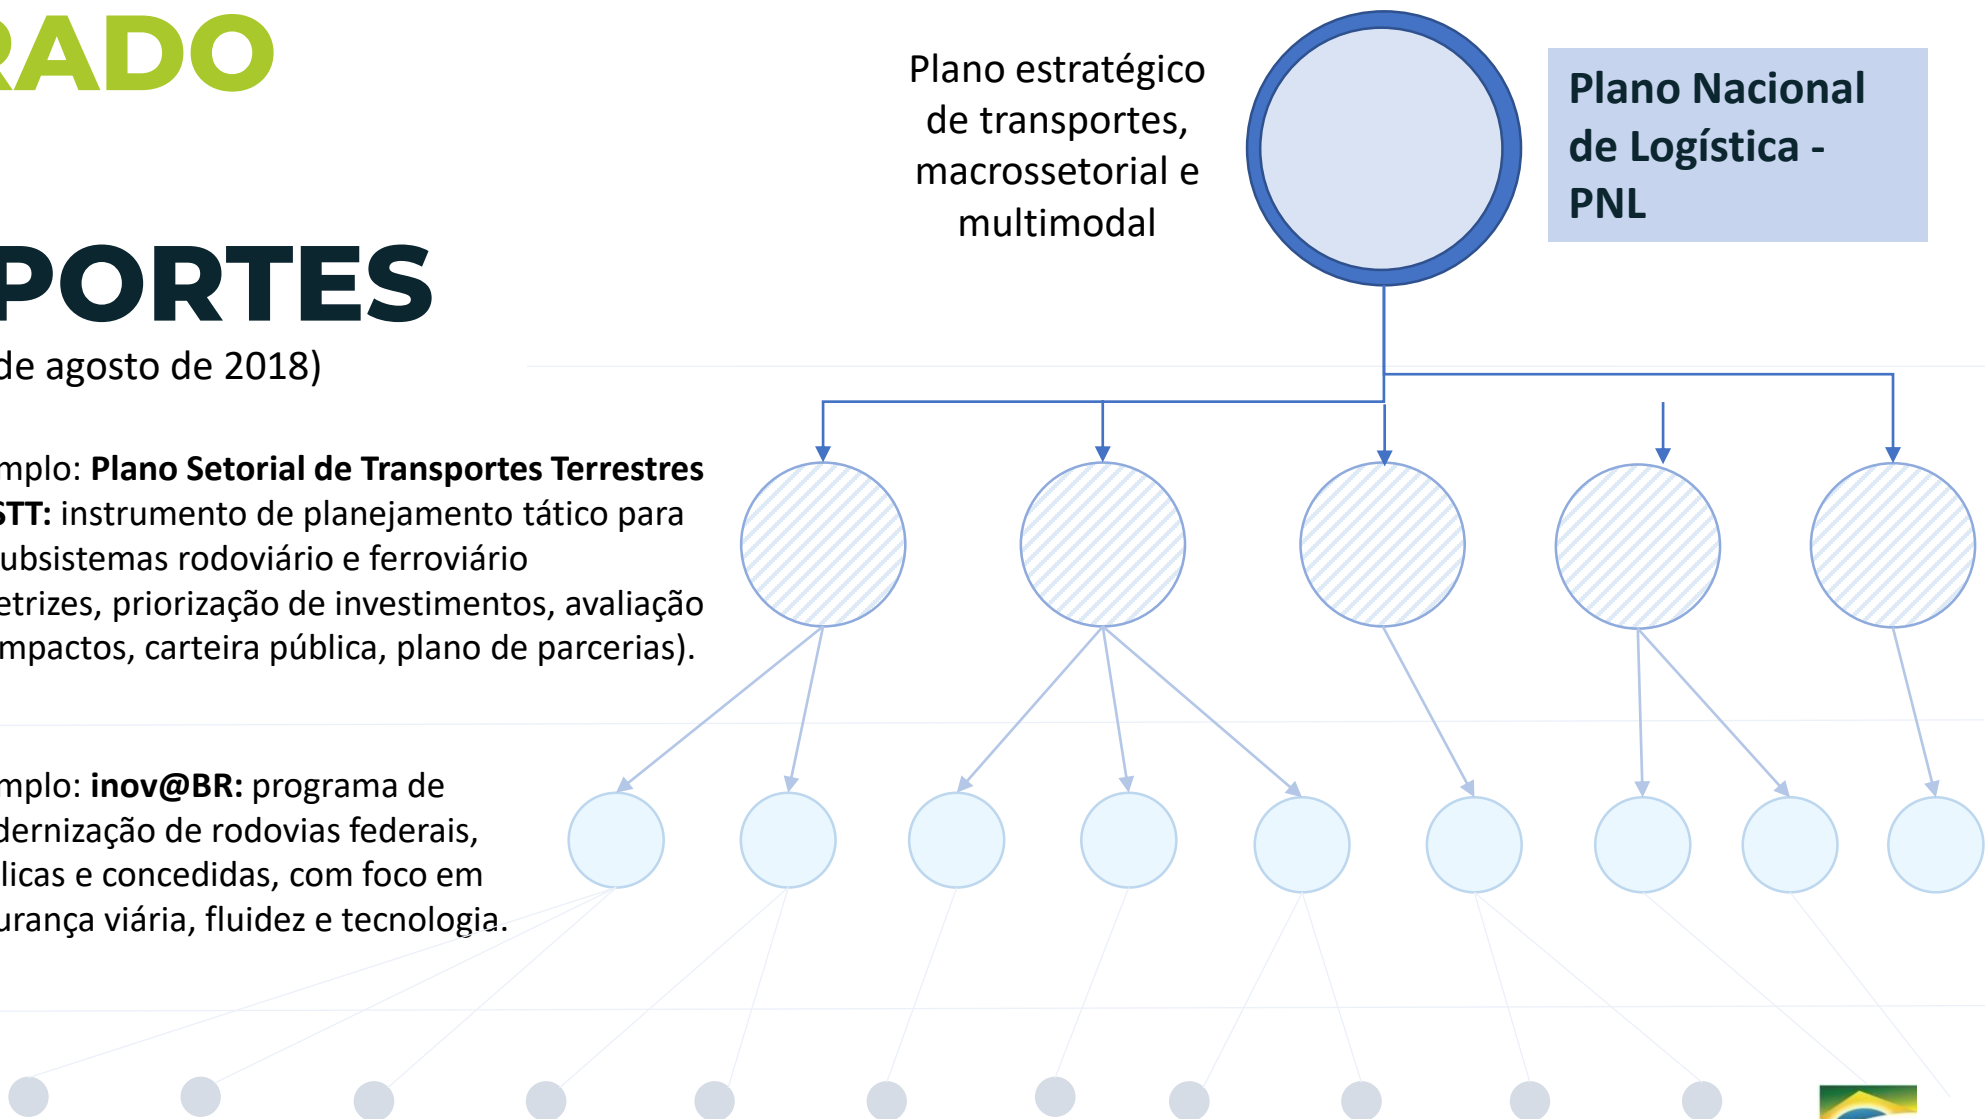 RADO
PORTES
de agosto de 2018)
Plano estratégico
de transportes,
macrossetorial e
multimodal
Plano Nacional
de Logística -
PNL
mplo: Plano Setorial de Transportes Terrestres
STT: instrumento de planejamento tático para
ubsistemas rodoviário e ferroviário
etrizes, priorização de investimentos, avaliação
mpactos, carteira pública, plano de parcerias).
mplo: inov@BR: programa de
dernização de rodovias federais,
licas e concedidas, com foco em
urança viária, fluidez e tecnologia.